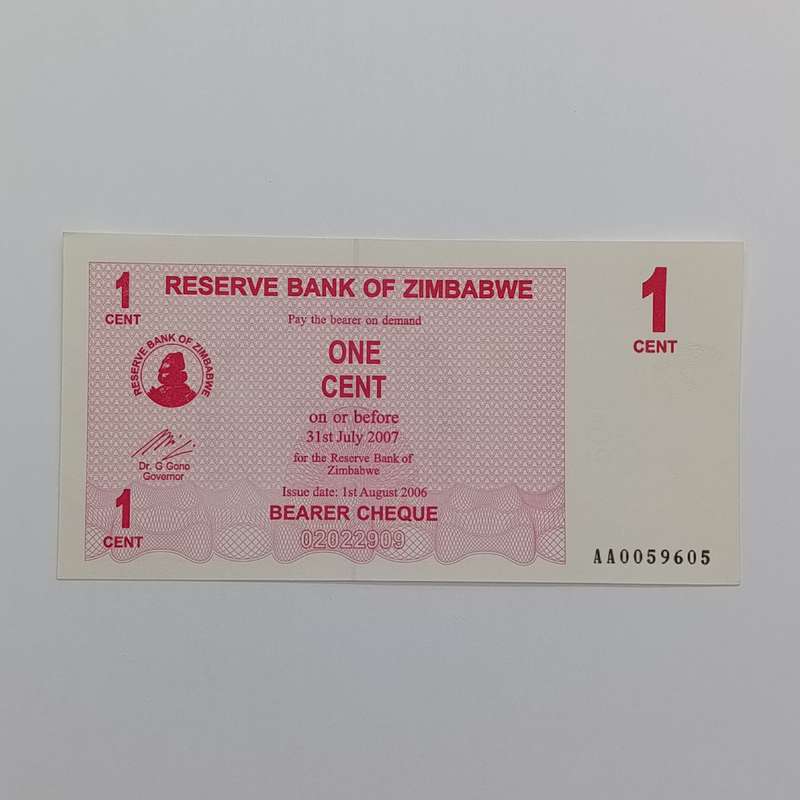 1
CENT
RESERVE BANK OF ZIMBABWE
1
CENT
Pay the bearer on demand
ONE
CENT
RESERVE BANK OF ZIMBABWE
on or before
31st July 2007
for the Reserve Bank of
Zimbabwe
Dr. G Gono
Governor
Issue date: 1st August 2006
1
CENT
BEARER CHEQUE
02022909
AA0059605